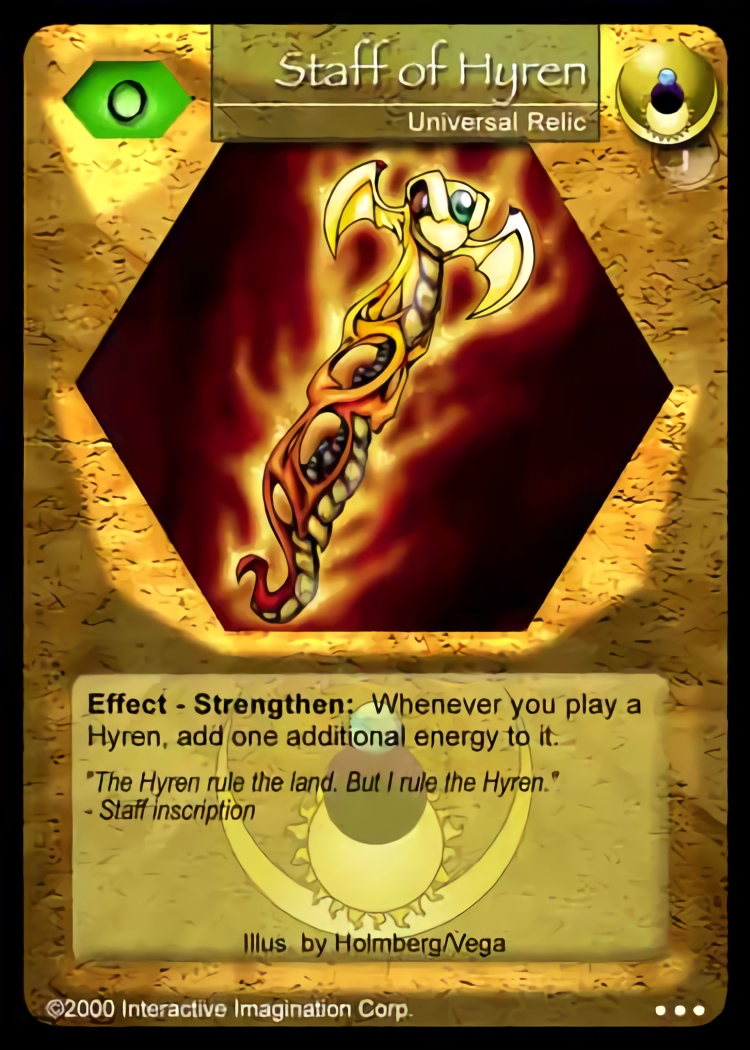 Staff of Hyren
0
Universal Relic
Effect - Strengthen: Whenever you play a
Hyren, add one additional energy to it.
"The Hyren rule the land. But I rule the Hyren."
- Staff inscription
Illus. by Holmberg/Vega
©2000 Interactive Imagination Corp.